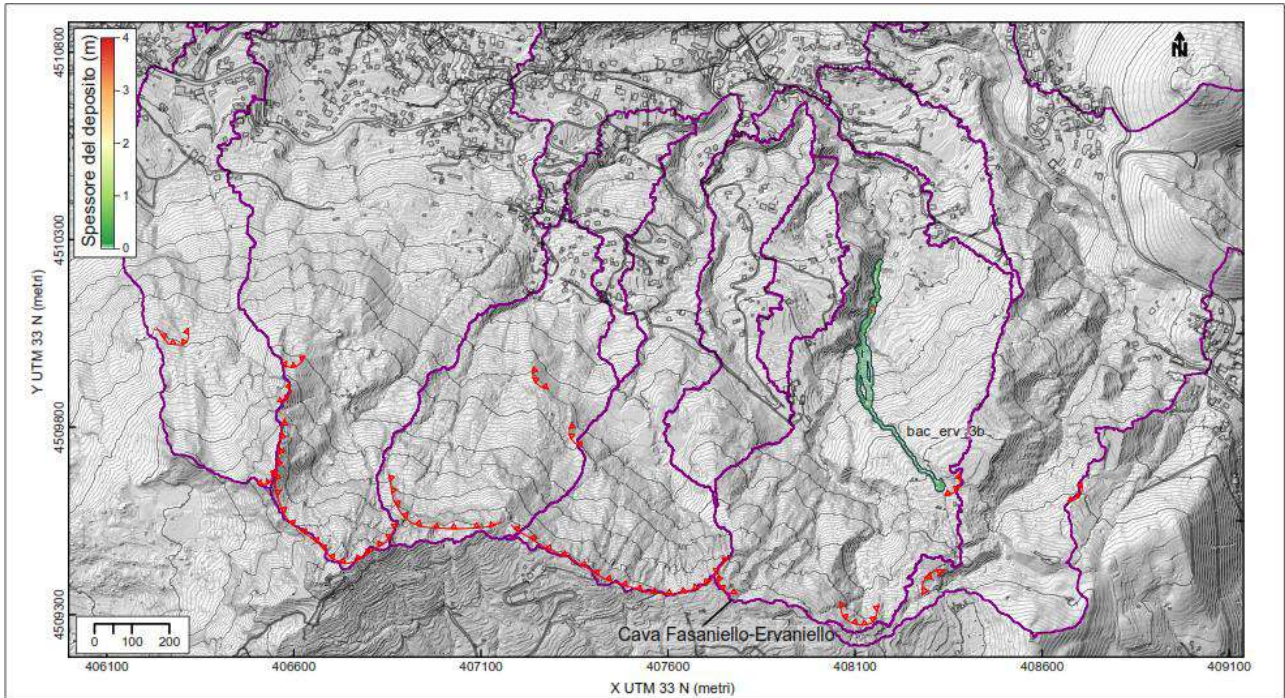 Spessore del deposito (m)
4
3
2
1
0
N
4510800
4510300
4509800
4509300
Y UTM 33 N (metri)
bac_erv_3b
Cava Fasaniello-Ervaniello
0 100 200
406100 406600 407100 407600 408100 408600 409100
X UTM 33 N (metri)